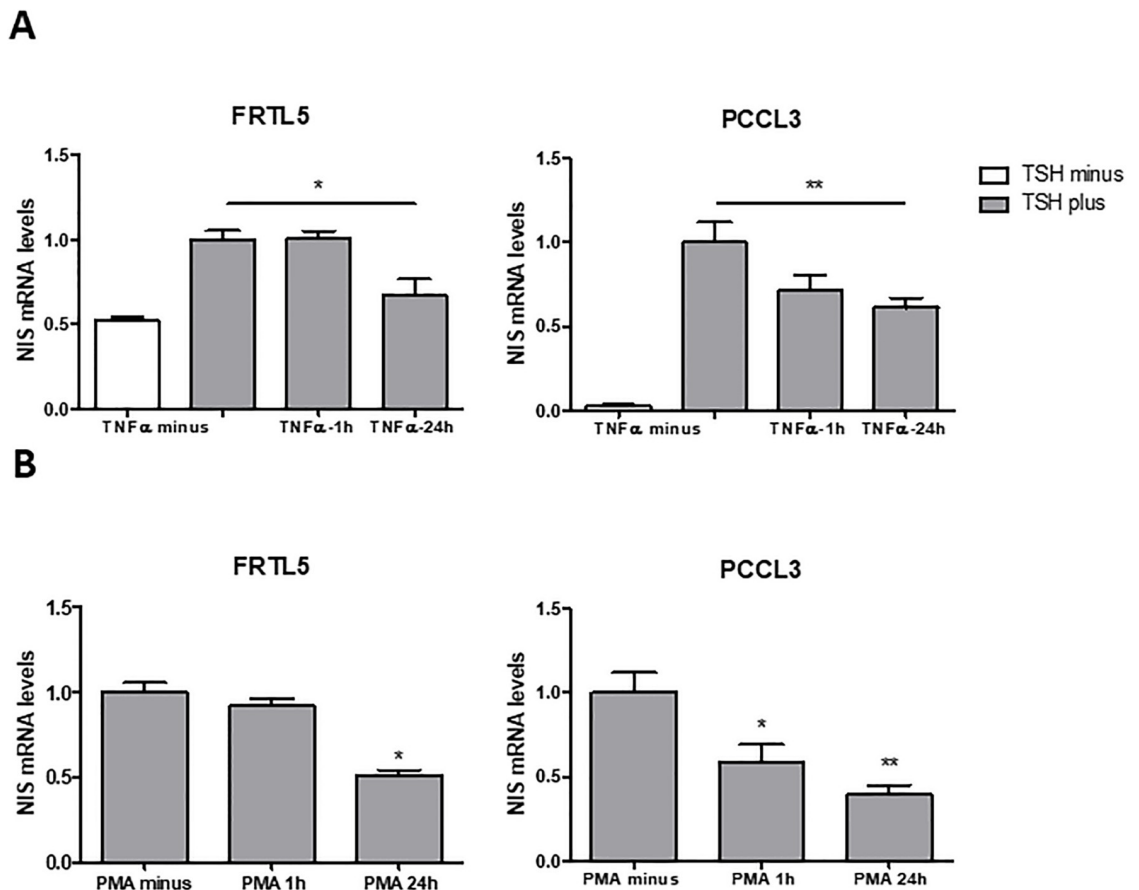 A
FRTL5
NIS mRNA levels
1.5
1.0
0.5
0.0
*
TNFα minus
TNFα-1h
TNFα-24h
PCCL3
NIS mRNA levels
1.5
1.0
0.5
0.0
**
TNFα minus
TNFα-1h
TNFα-24h
TSH minus
TSH plus
B
FRTL5
NIS mRNA levels
1.5
1.0
0.5
0.0
*
PMA minus
PMA 1h
PMA 24h
PCCL3
NIS mRNA levels
1.5
1.0
0.5
0.0
*
**
PMA minus
PMA 1h
PMA 24h